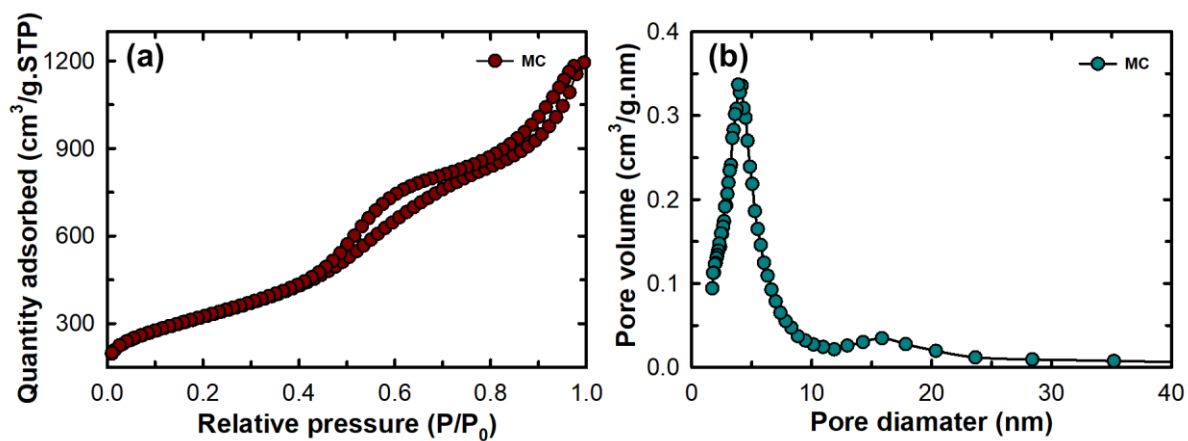 (a)
MC
Quantity adsorbed (cm³/g.STP)
1200
900
600
300
0.0 0.2 0.4 0.6 0.8 1.0
Relative pressure (P/P₀)
(b)
MC
Pore volume (cm³/g.nm)
0.4
0.3
0.2
0.1
0.0
0 10 20 30 40
Pore diamater (nm)